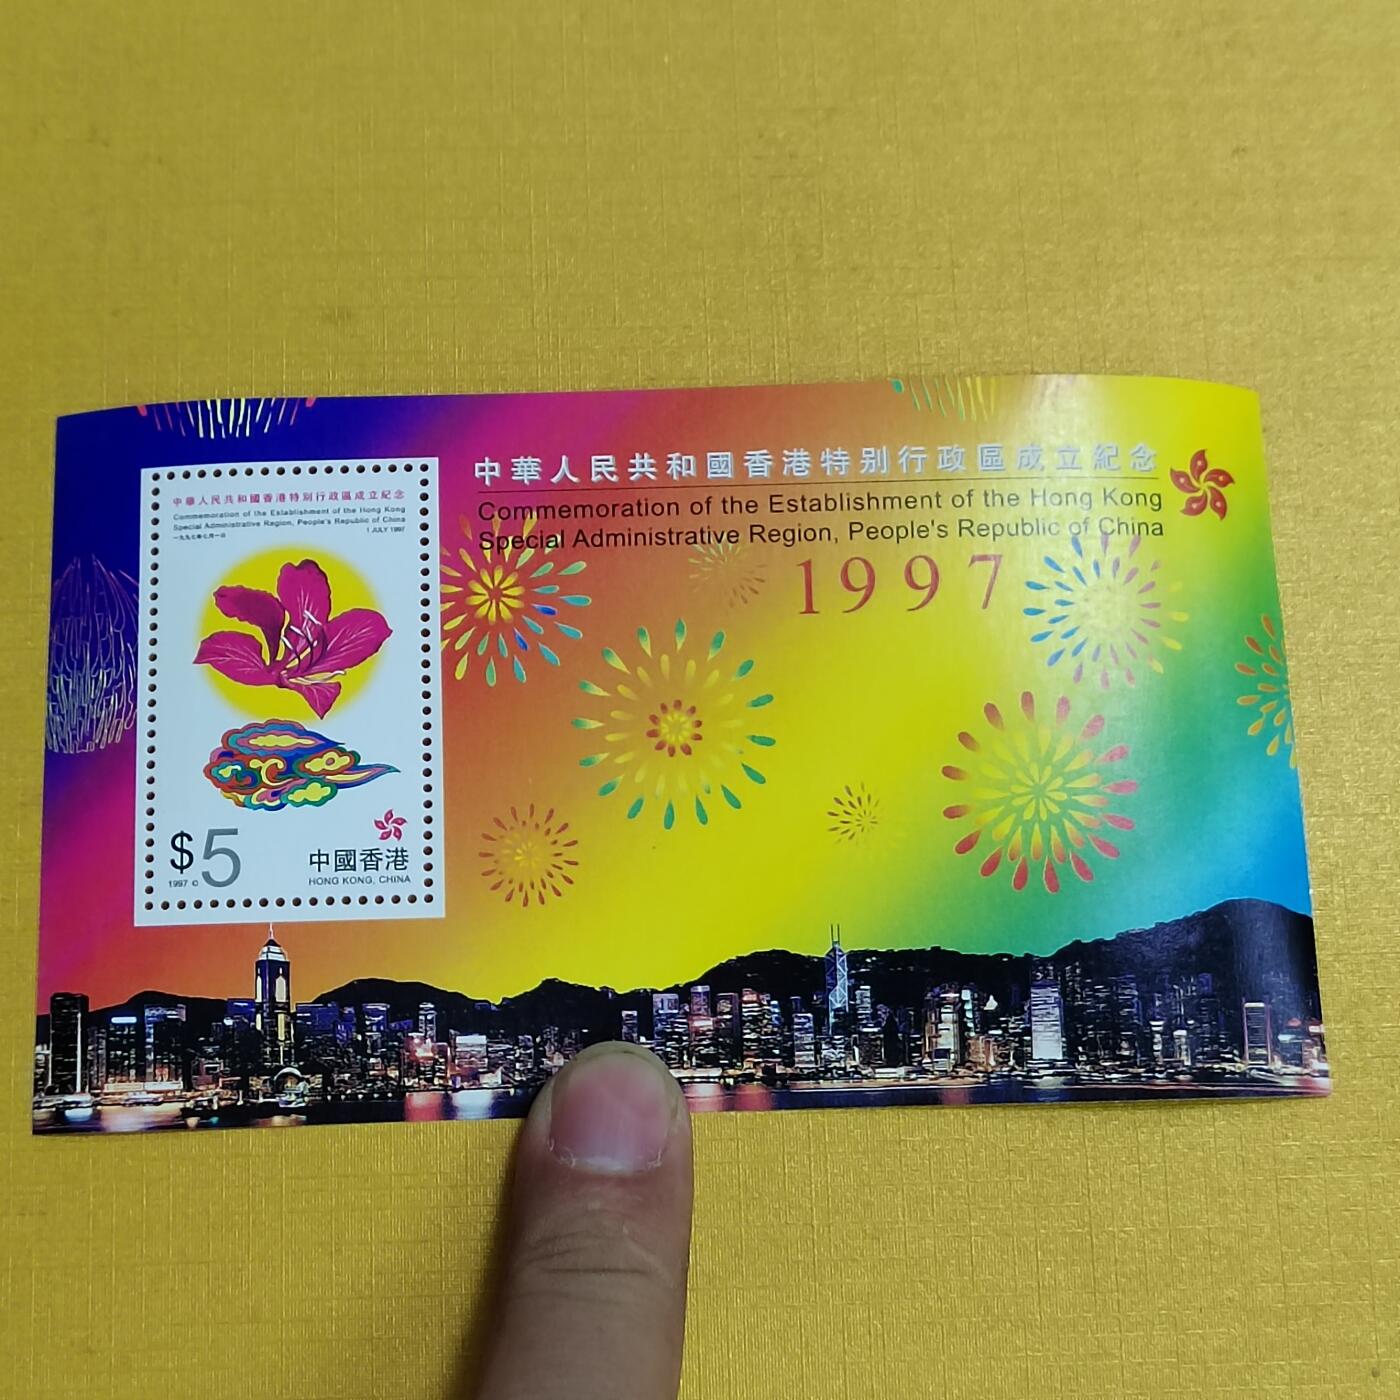 中華人民共和國香港特別行政區成立紀念
Commemoration of the Establishment of the Hong Kong
Special Administrative Region, People's Republic of China
1997
中華人民共和國香港特別行政區成立紀念
Commemoration of the Establishment of the Hong Kong
Special Administrative Region, People's Republic of China
一九九七年七月一日 1 JULY 1997
$5
1997 ©
中國香港
HONG KONG, CHINA